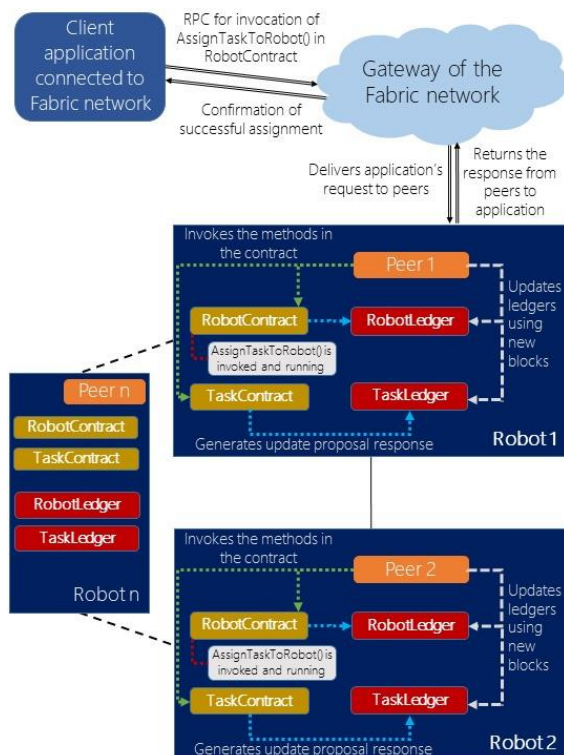 Client
application
connected to
Fabric network
RPC for invocation of
AssignTaskToRobot() in
RobotContract
Confirmation of
successful assignment
Gateway of the
Fabric network
Delivers application's
request to peers
Returns the
response from
peers to
application
Invokes the methods in
the contract
Peer 1
RobotContract
RobotLedger
AssignTaskToRobot() is
invoked and running
TaskContract
TaskLedger
Updates
ledgers
using
new
blocks
Generates update proposal response
Robot 1
Peer n
RobotContract
TaskContract
RobotLedger
TaskLedger
Robot n
Invokes the methods in
the contract
Peer 2
RobotContract
RobotLedger
AssignTaskToRobot() is
invoked and running
TaskContract
TaskLedger
Updates
ledgers
using
new
blocks
Generates update proposal response
Robot 2